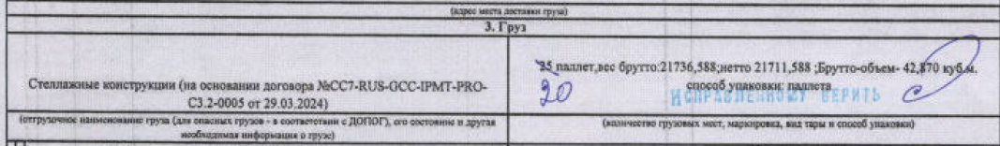 (адрес места доставки груза)
3. Груз
Стеллажные конструкции (на основании договора №CC7-RUS-GCC-IPMT-PRO-
C3.2-0005 от 29.03.2024)
25 паллет,вес брутто:21736,588;нетто 21711,588 ;Брутто-объем- 42,870 куб.м.
способ упаковки: паллета
20
ИСПРАВЛЕННОМУ ВЕРИТЬ
(отгрузочное наименование груза (для опасных грузов - в соответствии с ДОПОГ), его состояние и другая
необходимая информация о грузе)
(количество грузовых мест, маркировка, вид тары и способ упаковки)